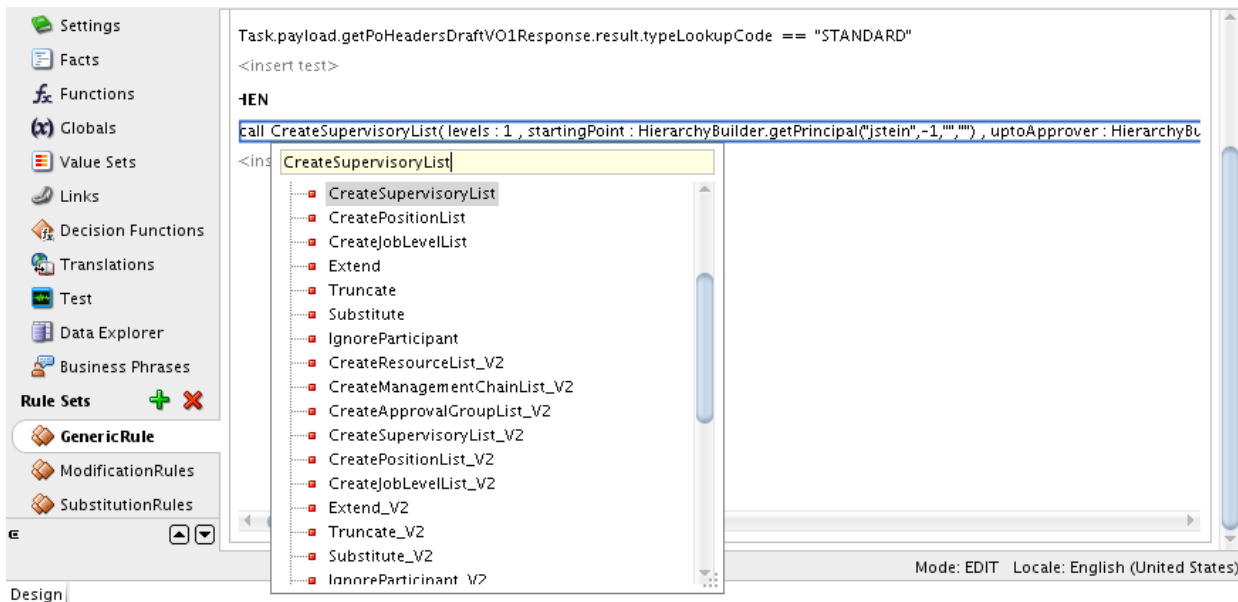 Settings
Facts
Functions
Globals
Value Sets
Links
Decision Functions
Translations
Test
Data Explorer
Business Phrases
Rule Sets
GenericRule
ModificationRules
SubstitutionRules
Task.payload.getPoHeadersDraftVO1Response.result.typeLookupCode == "STANDARD"
<insert test>
HEN
call CreateSupervisoryList( levels : 1 , startingPoint : HierarchyBuilder.getPrincipal("jstein",-1,"","") , uptoApprover : HierarchyBu
<ins
CreateSupervisoryList
CreateSupervisoryList
CreatePositionList
CreateJobLevelList
Extend
Truncate
Substitute
IgnoreParticipant
CreateResourceList_V2
CreateManagementChainList_V2
CreateApprovalGroupList_V2
CreateSupervisoryList_V2
CreatePositionList_V2
CreateJobLevelList_V2
Extend_V2
Truncate_V2
Substitute_V2
IgnoreParticipant_V2
Mode: EDIT Locale: English (United States)
Design